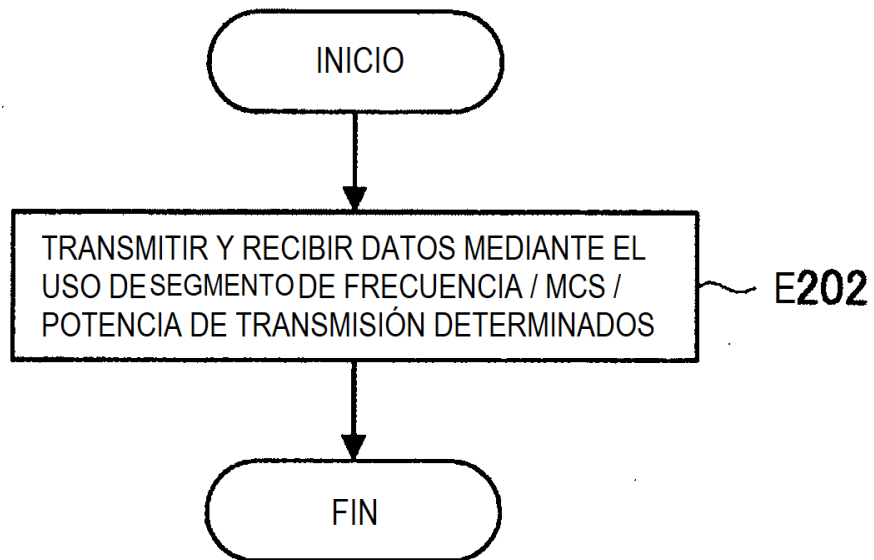 INICIO
TRANSMITIR Y RECIBIR DATOS MEDIANTE EL
USO DE SEGMENTO DE FRECUENCIA / MCS /
POTENCIA DE TRANSMISIÓN DETERMINADOS
E202
FIN